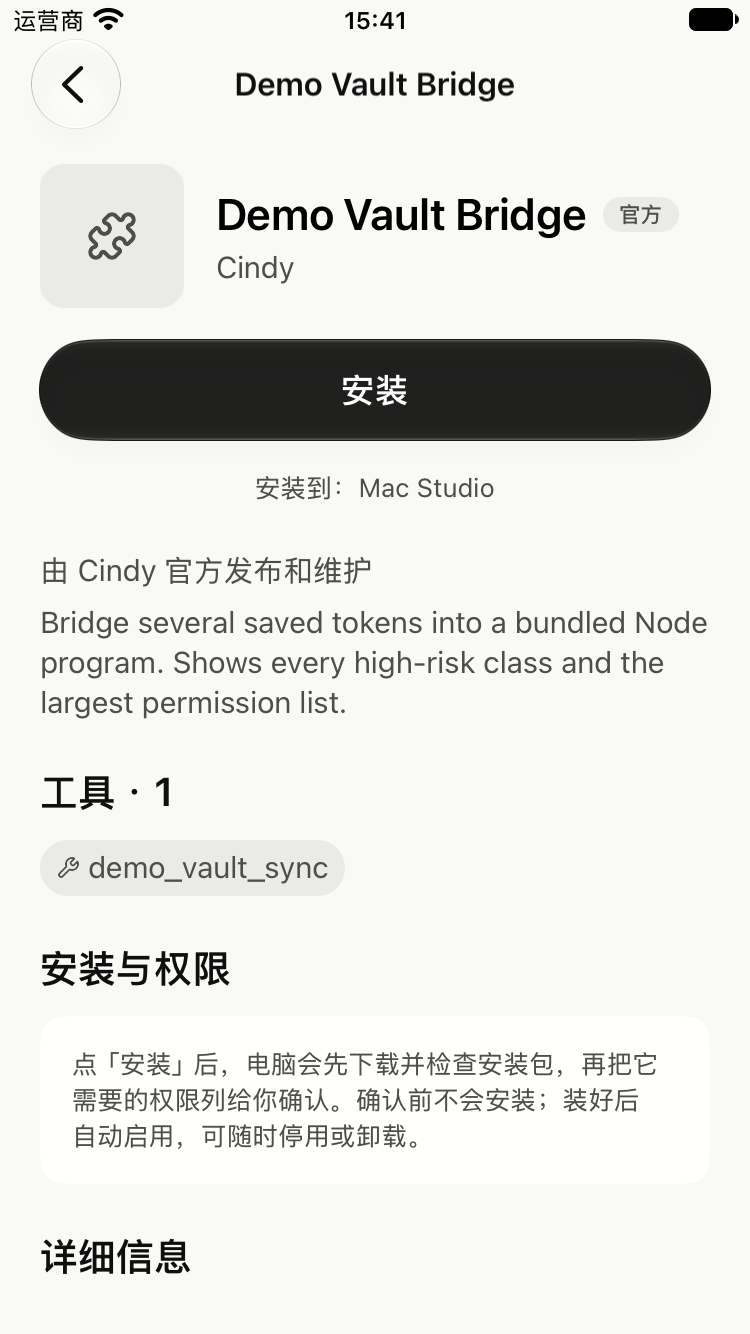 运营商
15:41
Demo Vault Bridge
Demo Vault Bridge
官方
Cindy
安装
安装到：Mac Studio
由 Cindy 官方发布和维护
Bridge several saved tokens into a bundled Node
program. Shows every high-risk class and the
largest permission list.
工具 · 1
demo_vault_sync
安装与权限
点「安装」后，电脑会先下载并检查安装包，再把它
需要的权限列给你确认。确认前不会安装；装好后
自动启用，可随时停用或卸载。
详细信息